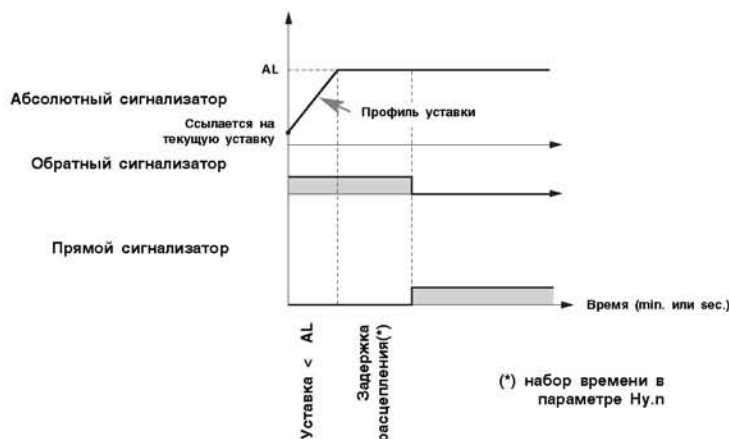 AL
Абсолютный сигнализатор
Профиль уставки
Ссылается на
текущую уставку
Обратный сигнализатор
Прямой сигнализатор
Время (min. или sec.)
Уставка < AL
Задержка
расцепления(*)
(*) набор времени в
параметре Hy.n